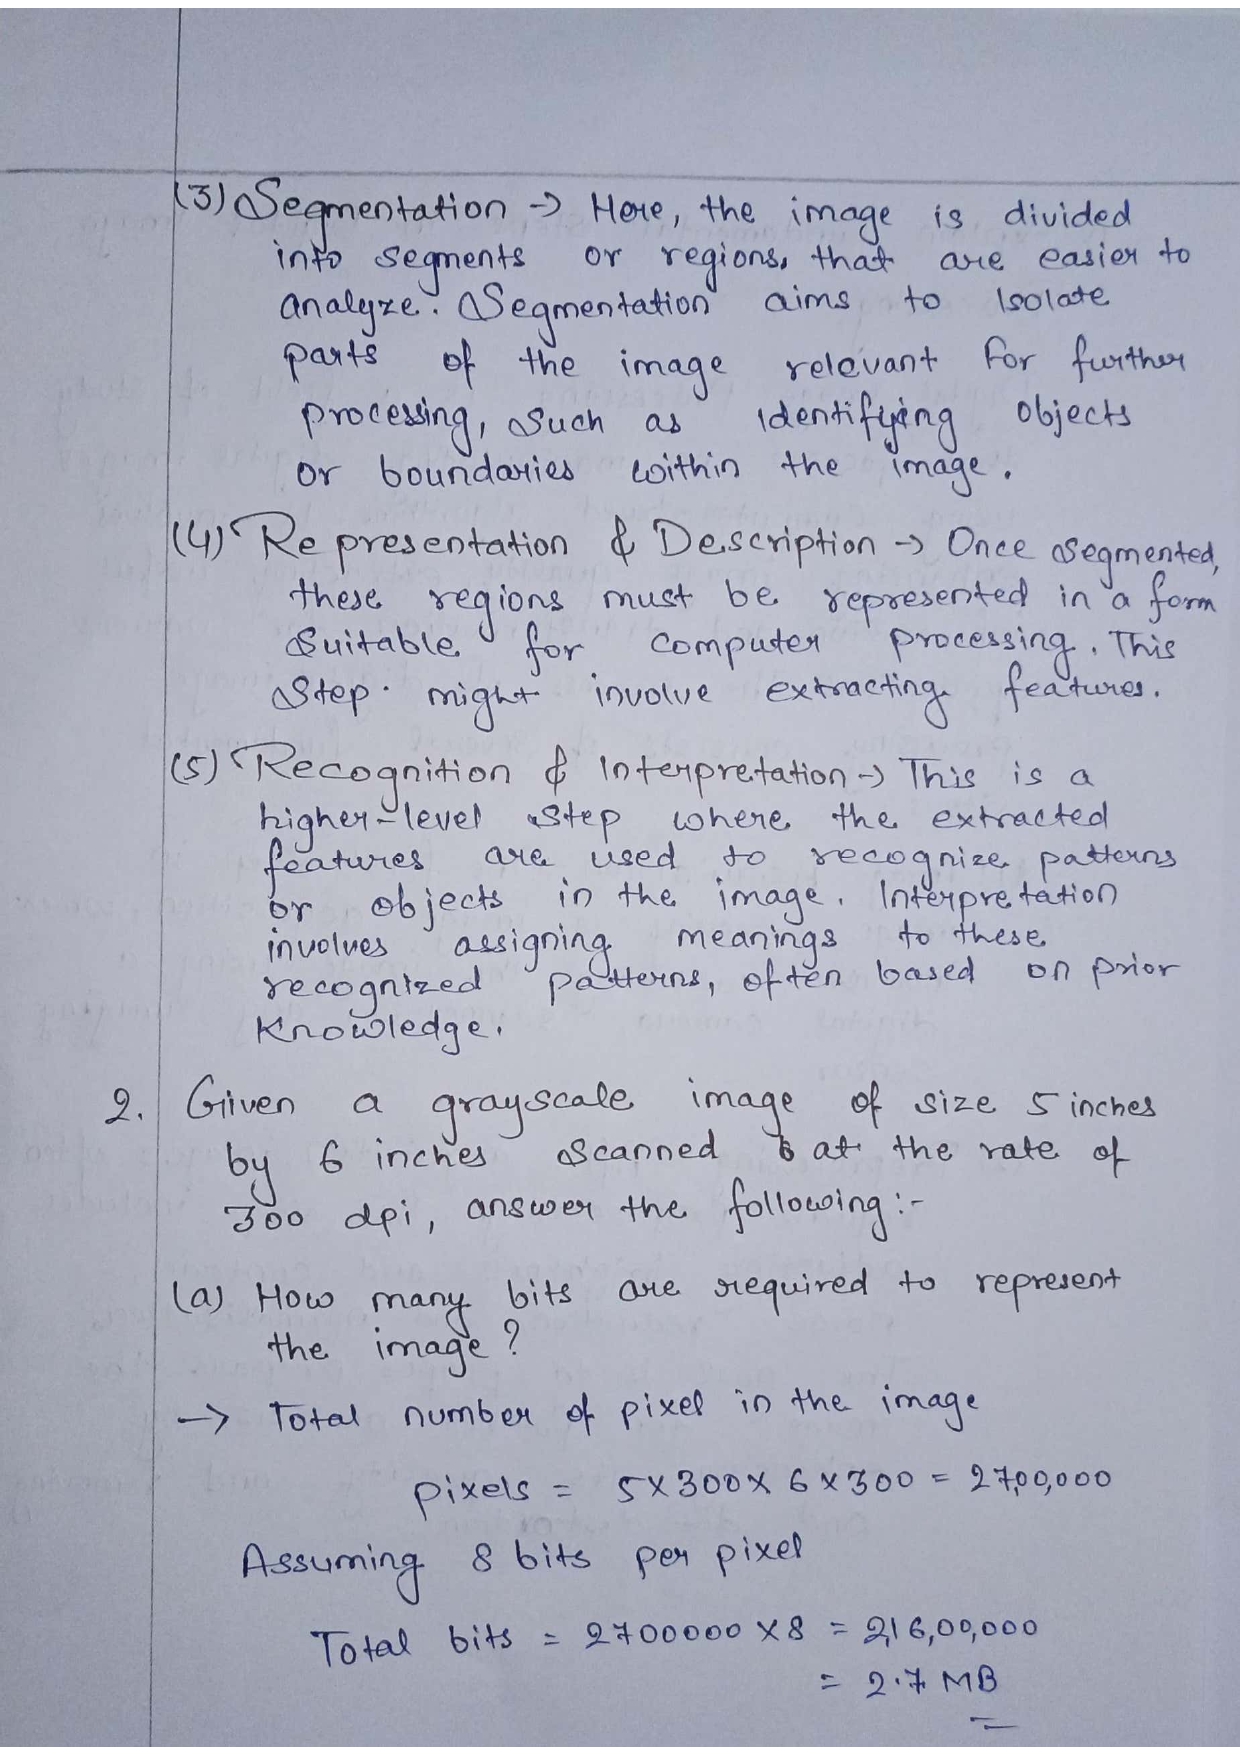 (3) Segmentation → Here, the image is divided
into segments or regions, that are easier to
analyze. Segmentation aims to Isolate
parts of the image relevant for further
processing, such as identifying objects
or boundaries within the image.
(4) Representation & Description → Once segmented,
these regions must be represented in a form
suitable for computer processing. This
step might involve extracting features.
(5) Recognition & Interpretation → This is a
higher-level step where the extracted
features are used to recognize patterns
or objects in the image. Interpretation
involves assigning meanings to these
recognized patterns, often based on prior
Knowledge.
2. Given a grayscale image of size 5 inches
by 6 inches scanned at the rate of
300 dpi, answer the following:-
(a) How many bits are required to represent
the image?
→ Total number of pixel in the image
pixels = 5 x 300 x 6 x 300 = 27,00,000
Assuming 8 bits per pixel
Total bits = 2700000 x 8 = 2,16,00,000
= 2.7 MB